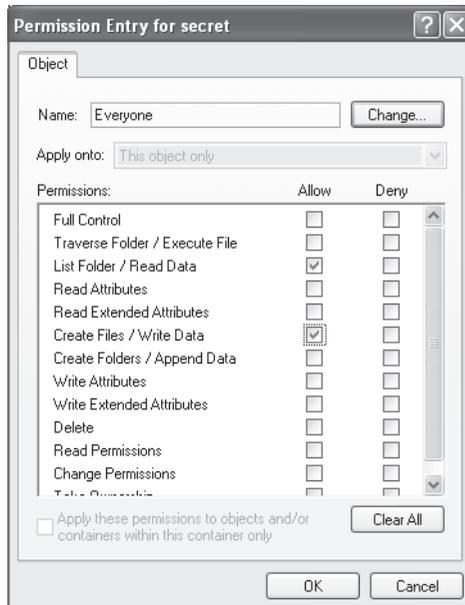 Permission Entry for secret
Object
Name: Everyone Change...
Apply onto: This object only
Permissions: Allow Deny
Full Control
Traverse Folder / Execute File
List Folder / Read Data
Read Attributes
Read Extended Attributes
Create Files / Write Data
Create Folders / Append Data
Write Attributes
Write Extended Attributes
Delete
Read Permissions
Change Permissions
Take Ownership
Apply these permissions to objects and/or
containers within this container only
Clear All
OK Cancel